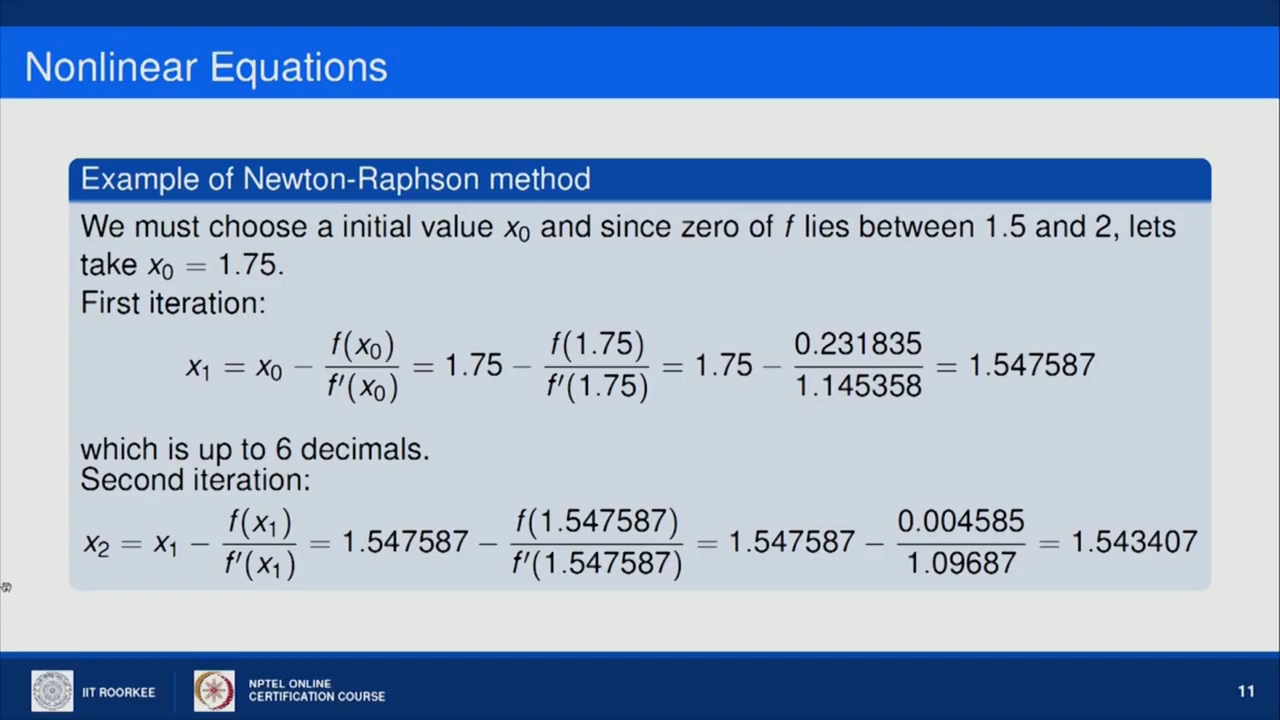 Nonlinear Equations
Example of Newton-Raphson method
We must choose a initial value x₀ and since zero of f lies between 1.5 and 2, lets
take x₀ = 1.75.
First iteration:
x₁ = x₀ − f(x₀)/f′(x₀) = 1.75 − f(1.75)/f′(1.75) = 1.75 − 0.231835/1.145358 = 1.547587
which is up to 6 decimals.
Second iteration:
x₂ = x₁ − f(x₁)/f′(x₁) = 1.547587 − f(1.547587)/f′(1.547587) = 1.547587 − 0.004585/1.09687 = 1.543407
IIT ROORKEE
NPTEL ONLINE
CERTIFICATION COURSE
11